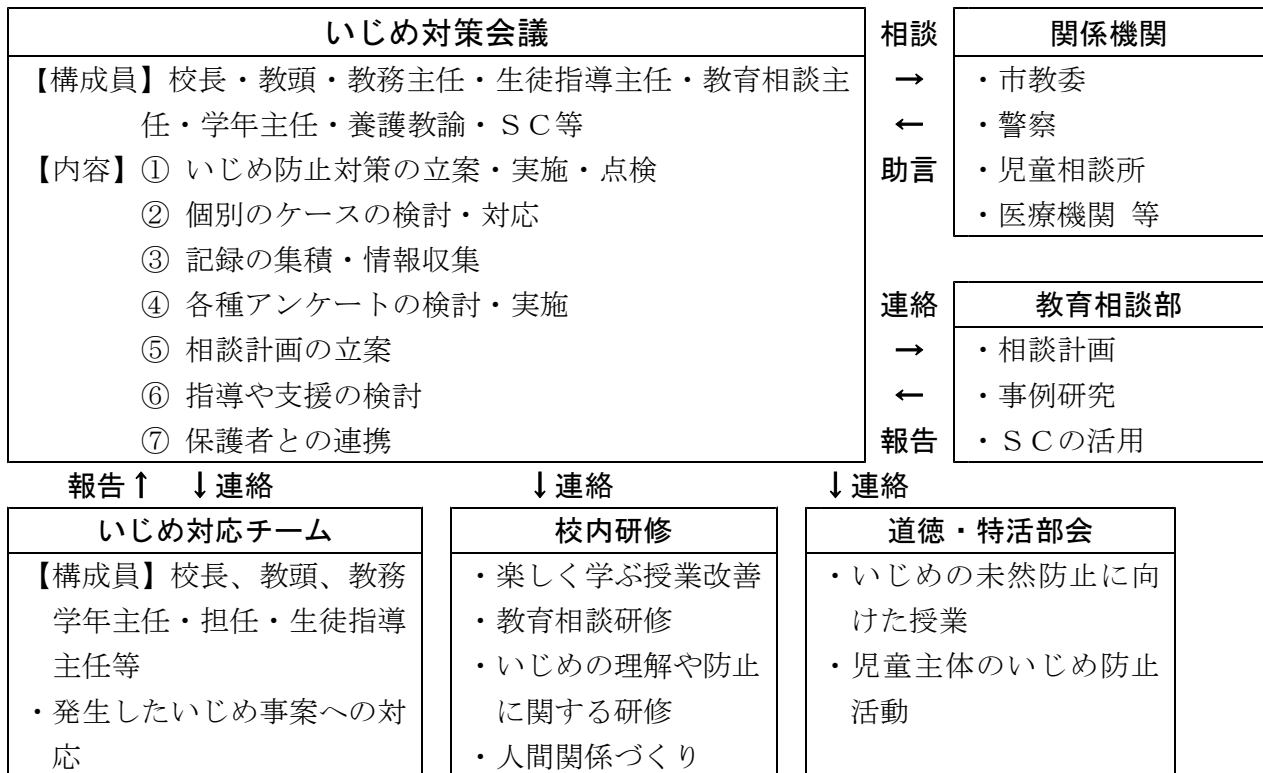 いじめ対策会議
【構成員】校長・教頭・教務主任・生徒指導主任・教育相談主
任・学年主任・養護教諭・ＳＣ等
【内容】① いじめ防止対策の立案・実施・点検
② 個別のケースの検討・対応
③ 記録の集積・情報収集
④ 各種アンケートの検討・実施
⑤ 相談計画の立案
⑥ 指導や支援の検討
⑦ 保護者との連携
相談
→
←
助言
関係機関
・市教委
・警察
・児童相談所
・医療機関 等
連絡
→
←
報告
教育相談部
・相談計画
・事例研究
・ＳＣの活用
報告↑ ↓連絡 ↓連絡 ↓連絡
いじめ対応チーム
【構成員】校長、教頭、教務
学年主任・担任・生徒指導
主任等
・発生したいじめ事案への対
応
校内研修
・楽しく学ぶ授業改善
・教育相談研修
・いじめの理解や防止
に関する研修
・人間関係づくり
道徳・特活部会
・いじめの未然防止に向
けた授業
・児童主体のいじめ防止
活動